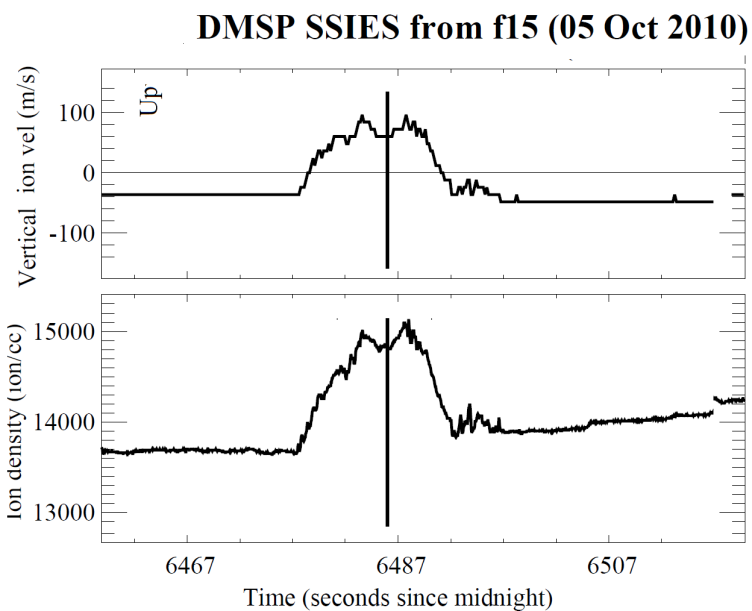 DMSP SSIES from f15 (05 Oct 2010)
Vertical ion vel (m/s)
Up
100
0
-100
Ion density (ion/cc)
15000
14000
13000
6467
6487
6507
Time (seconds since midnight)